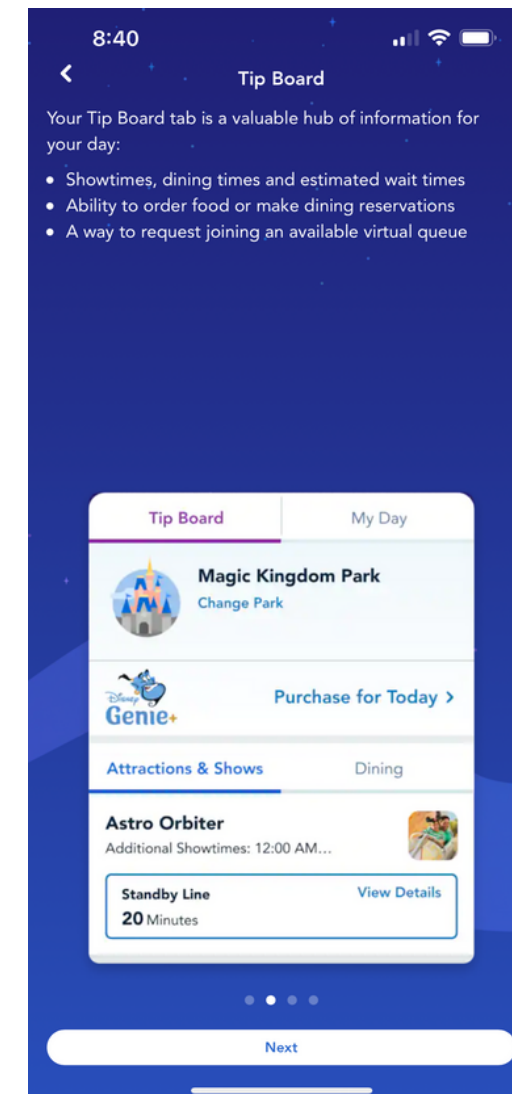 8:40
Tip Board
Your Tip Board tab is a valuable hub of information for
your day:
• Showtimes, dining times and estimated wait times
• Ability to order food or make dining reservations
• A way to request joining an available virtual queue
Tip Board
My Day
Magic Kingdom Park
Change Park
Disney
Genie+
Purchase for Today >
Attractions & Shows
Dining
Astro Orbiter
Additional Showtimes: 12:00 AM...
Standby Line
View Details
20 Minutes
Next